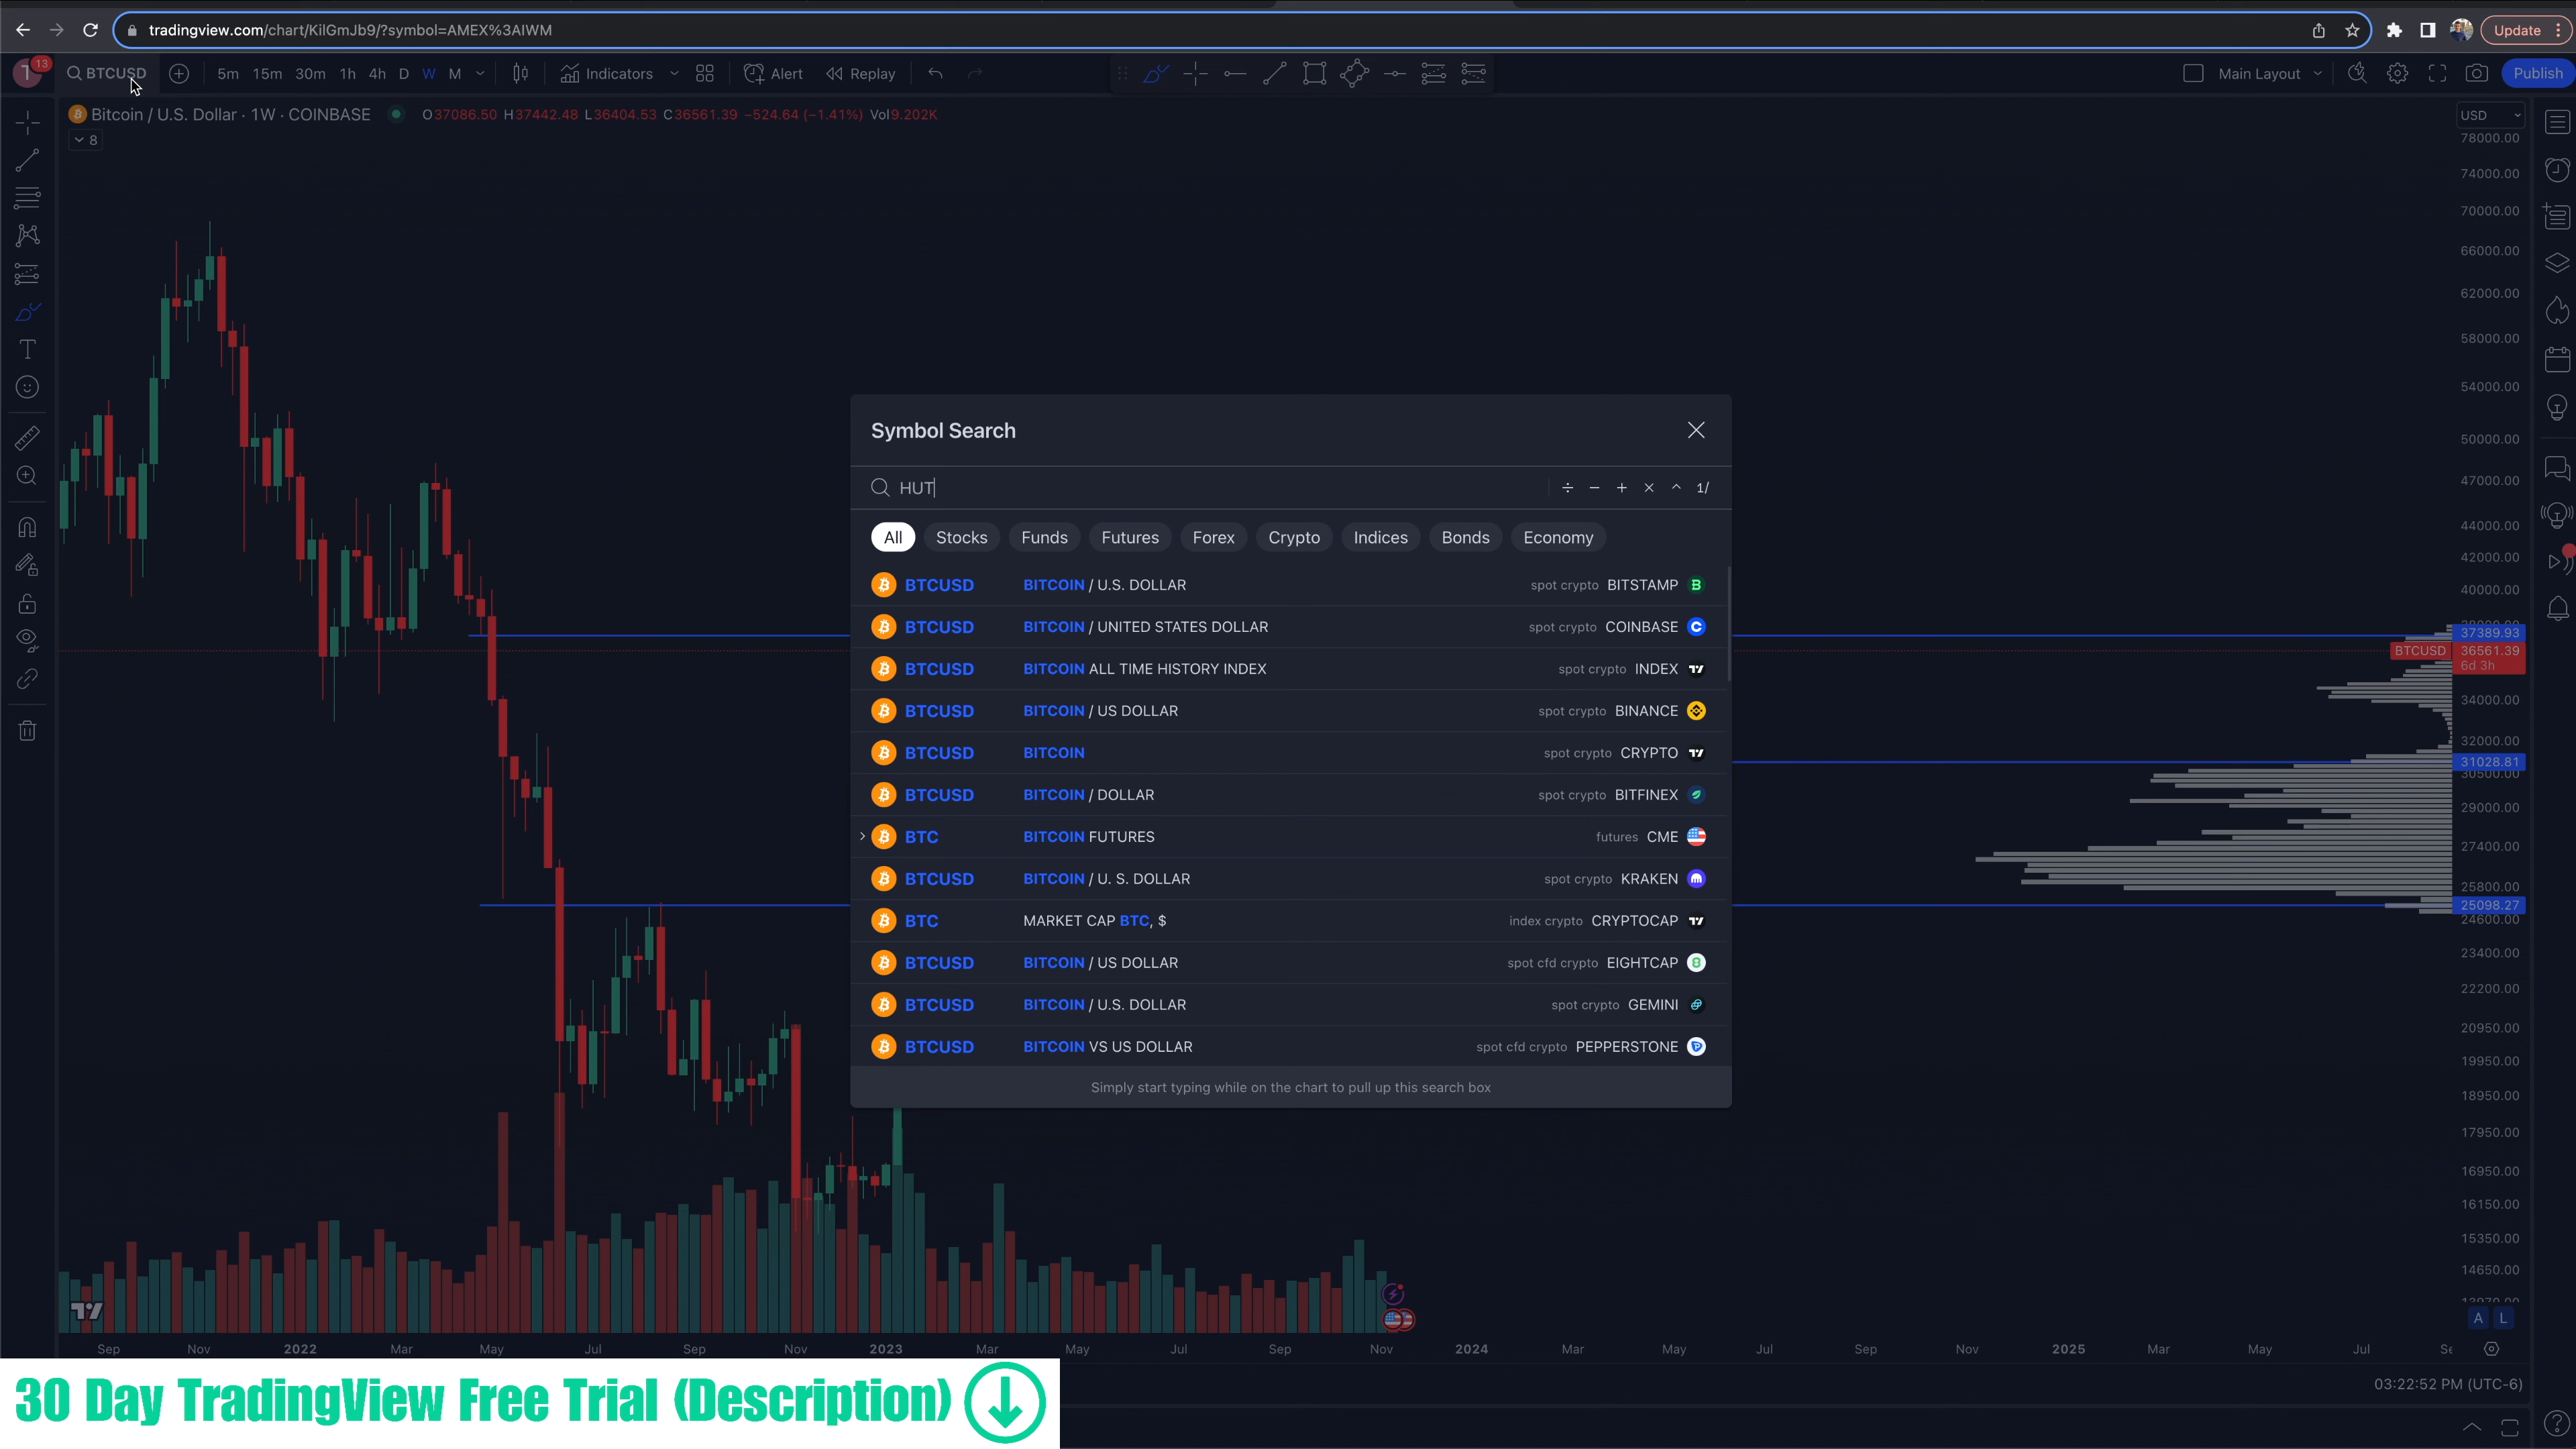 tradingview.com/chart/KilGmJb9/?symbol=AMEX%3AIWM
Update
13
BTCUSD
5m 15m 30m 1h 4h D W M
Indicators
Alert
Replay
Main Layout
Publish
Bitcoin / U.S. Dollar · 1W · COINBASE
O37086.50 H37442.48 L36404.53 C36561.39 −524.64 (−1.41%) Vol9.202K
8
USD
78000.00
74000.00
70000.00
66000.00
62000.00
58000.00
54000.00
50000.00
47000.00
44000.00
42000.00
40000.00
37389.93
BTCUSD 36561.39
6d 3h
34000.00
32000.00
31028.81
30500.00
29000.00
27400.00
25800.00
25098.27
24600.00
23400.00
22200.00
20950.00
19950.00
18950.00
17950.00
16950.00
16150.00
15350.00
14650.00
A L
Symbol Search
HUT
÷ − + × ^ 1/
All Stocks Funds Futures Forex Crypto Indices Bonds Economy
BTCUSD BITCOIN / U.S. DOLLAR spot crypto BITSTAMP
BTCUSD BITCOIN / UNITED STATES DOLLAR spot crypto COINBASE
BTCUSD BITCOIN ALL TIME HISTORY INDEX spot crypto INDEX
BTCUSD BITCOIN / US DOLLAR spot crypto BINANCE
BTCUSD BITCOIN spot crypto CRYPTO
BTCUSD BITCOIN / DOLLAR spot crypto BITFINEX
BTC BITCOIN FUTURES futures CME
BTCUSD BITCOIN / U. S. DOLLAR spot crypto KRAKEN
BTC MARKET CAP BTC, $ index crypto CRYPTOCAP
BTCUSD BITCOIN / US DOLLAR spot cfd crypto EIGHTCAP
BTCUSD BITCOIN / U.S. DOLLAR spot crypto GEMINI
BTCUSD BITCOIN VS US DOLLAR spot cfd crypto PEPPERSTONE
Simply start typing while on the chart to pull up this search box
Sep Nov 2022 Mar May Jul Sep Nov 2023 Mar May Jul Sep Nov 2024 Mar May Jul Sep Nov 2025 Mar May Jul
03:22:52 PM (UTC-6)
30 Day TradingView Free Trial (Description)